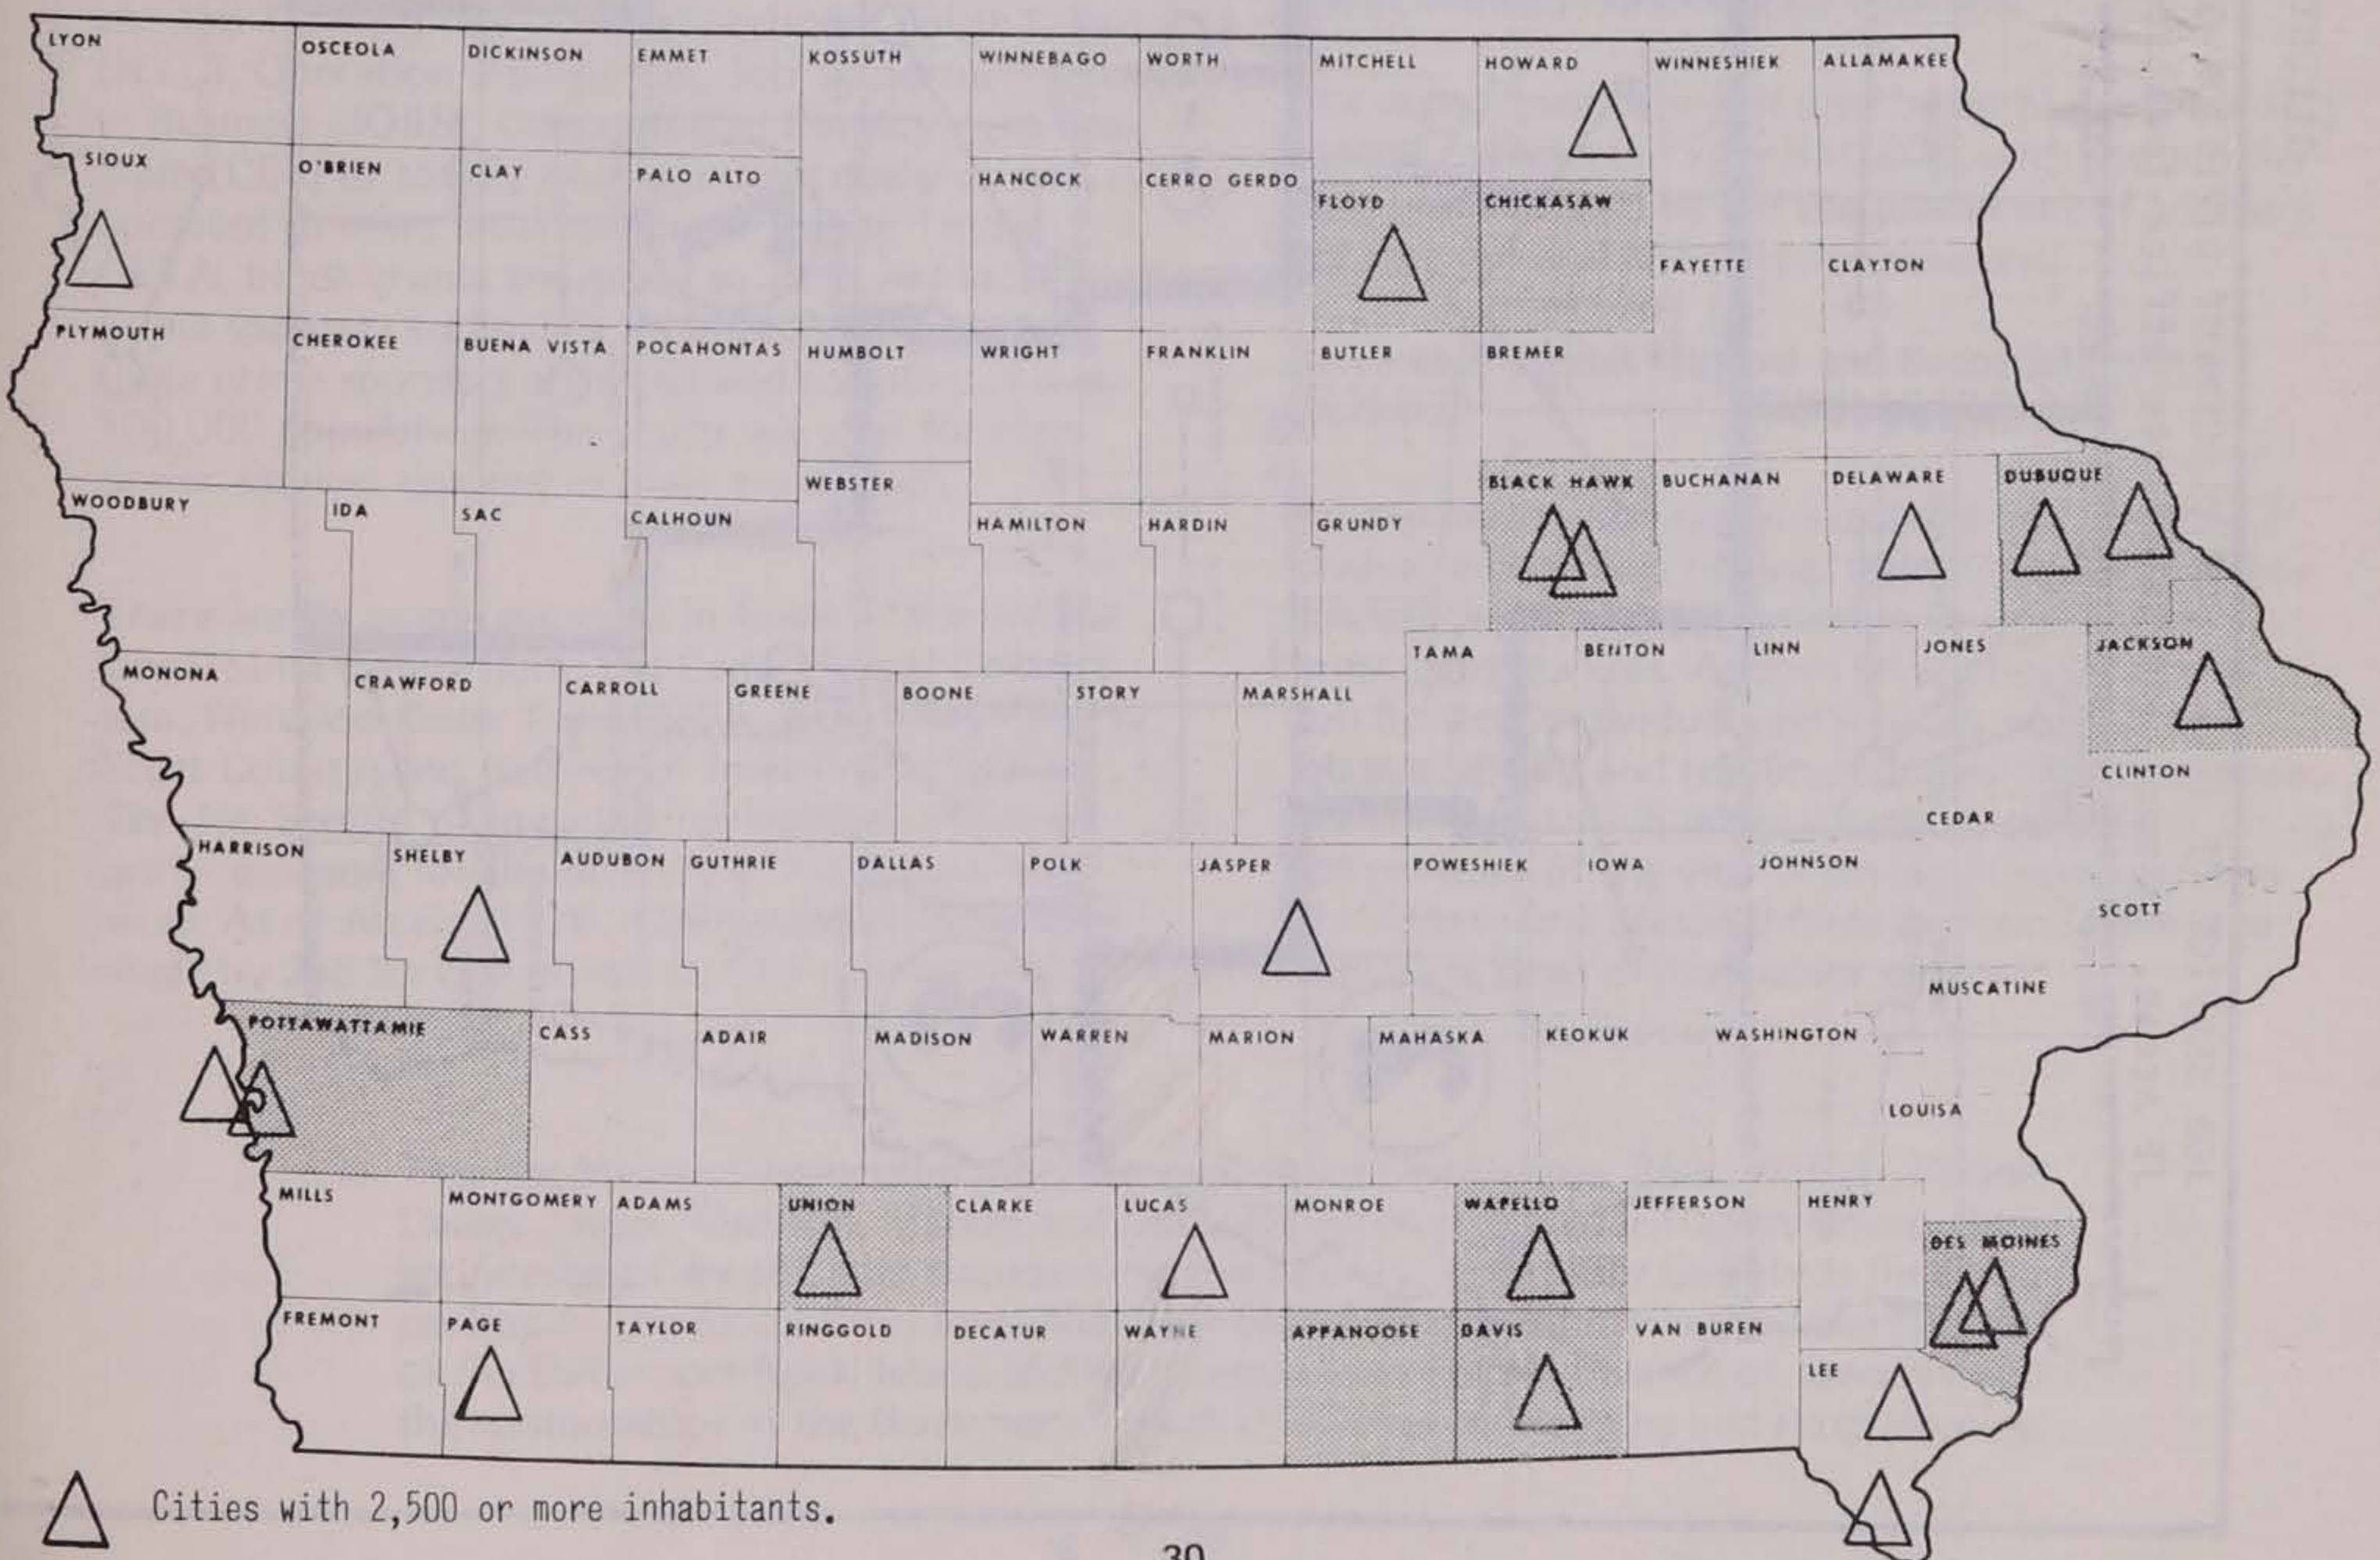 LYON OSCEOLA DICKINSON EMMET KOSSUTH WINNEBAGO WORTH MITCHELL HOWARD WINNESHIEK ALLAMAKEE
SIOUX O'BRIEN CLAY PALO ALTO HANCOCK CERRO GERDO FLOYD CHICKASAW
FAYETTE CLAYTON
PLYMOUTH CHEROKEE BUENA VISTA POCAHONTAS HUMBOLT WRIGHT FRANKLIN BUTLER BREMER
WOODBURY IDA SAC CALHOUN WEBSTER HAMILTON HARDIN GRUNDY BLACK HAWK BUCHANAN DELAWARE DUBUQUE
MONONA CRAWFORD CARROLL GREENE BOONE STORY MARSHALL TAMA BENTON LINN JONES JACKSON
CLINTON
CEDAR
HARRISON SHELBY AUDUBON GUTHRIE DALLAS POLK JASPER POWESHIEK IOWA JOHNSON
SCOTT
MUSCATINE
POTTAWATTAMIE CASS ADAIR MADISON WARREN MARION MAHASKA KEOKUK WASHINGTON
LOUISA
MILLS MONTGOMERY ADAMS UNION CLARKE LUCAS MONROE WAPELLO JEFFERSON HENRY
DES MOINES
FREMONT PAGE TAYLOR RINGGOLD DECATUR WAYNE APPANOOSE DAVIS VAN BUREN
LEE
Cities with 2,500 or more inhabitants.
30